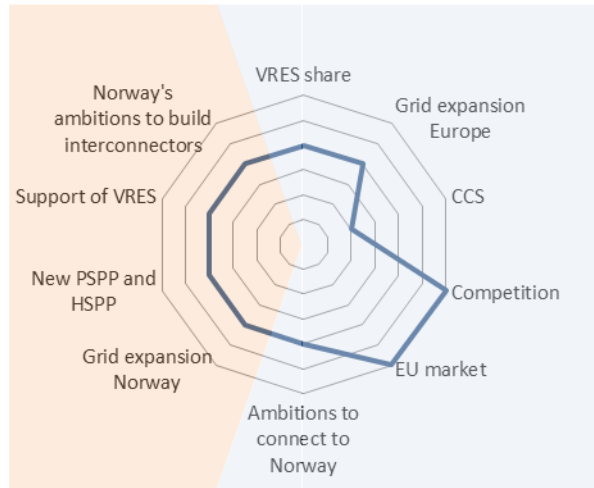 VRES share
Grid expansion
Europe
CCS
Competition
EU market
Ambitions to
connect to
Norway
Grid expansion
Norway
New PSPP and
HSPP
Support of VRES
Norway's
ambitions to build
interconnectors